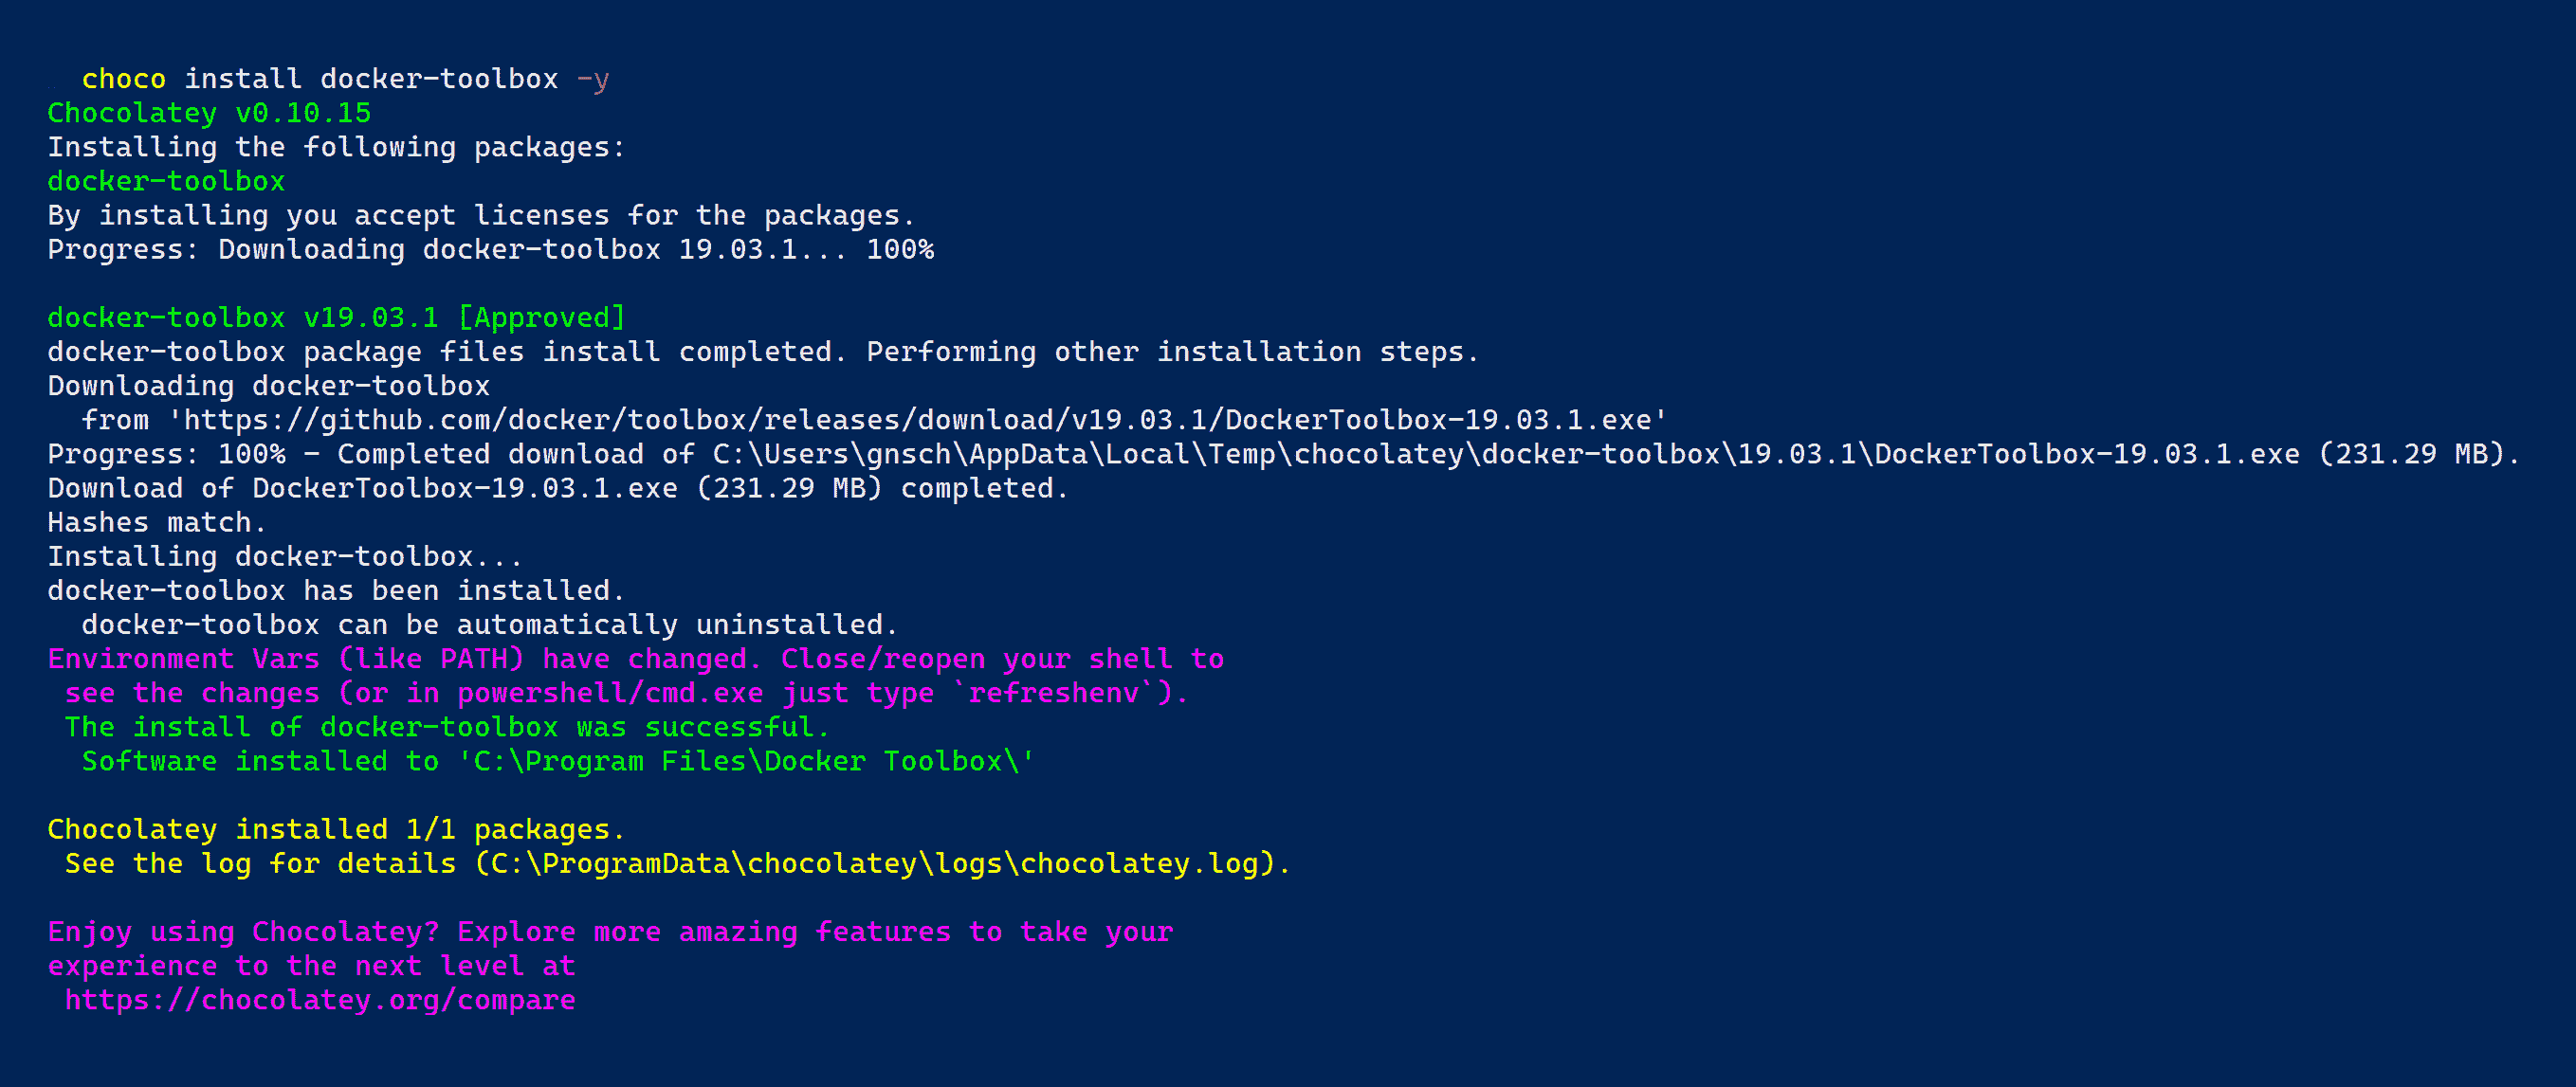 choco install docker-toolbox -y
Chocolatey v0.10.15
Installing the following packages:
docker-toolbox
By installing you accept licenses for the packages.
Progress: Downloading docker-toolbox 19.03.1... 100%
docker-toolbox v19.03.1 [Approved]
docker-toolbox package files install completed. Performing other installation steps.
Downloading docker-toolbox
from 'https://github.com/docker/toolbox/releases/download/v19.03.1/DockerToolbox-19.03.1.exe'
Progress: 100% - Completed download of C:\Users\gnsch\AppData\Local\Temp\chocolatey\docker-toolbox\19.03.1\DockerToolbox-19.03.1.exe (231.29 MB).
Download of DockerToolbox-19.03.1.exe (231.29 MB) completed.
Hashes match.
Installing docker-toolbox...
docker-toolbox has been installed.
docker-toolbox can be automatically uninstalled.
Environment Vars (like PATH) have changed. Close/reopen your shell to
see the changes (or in powershell/cmd.exe just type `refreshenv`).
The install of docker-toolbox was successful.
Software installed to 'C:\Program Files\Docker Toolbox\'
Chocolatey installed 1/1 packages.
See the log for details (C:\ProgramData\chocolatey\logs\chocolatey.log).
Enjoy using Chocolatey? Explore more amazing features to take your
experience to the next level at
https://chocolatey.org/compare